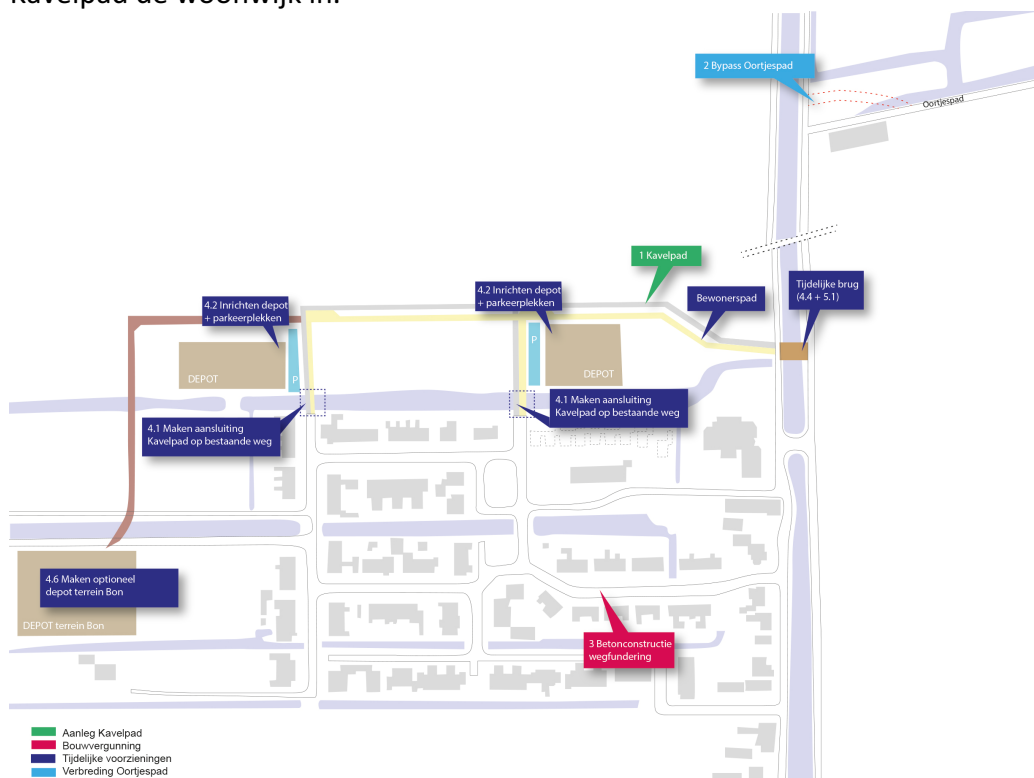 Kavelpad de woonwijk in.
2 Bypass Oortjespad
Oortjespad
1 Kavelpad
4.2 Inrichten depot
+ parkeerplekken
Bewonerspad
Tijdelijke brug
(4.4 + 5.1)
4.2 Inrichten depot
+ parkeerplekken
P
DEPOT
P
DEPOT
4.1 Maken aansluiting
Kavelpad op bestaande weg
4.1 Maken aansluiting
Kavelpad op bestaande weg
4.6 Maken optioneel
depot terrein Bon
DEPOT terrein Bon
3 Betonconstructie
wegfundering
Aanleg Kavelpad
Bouwvergunning
Tijdelijke voorzieningen
Verbreding Oortjespad